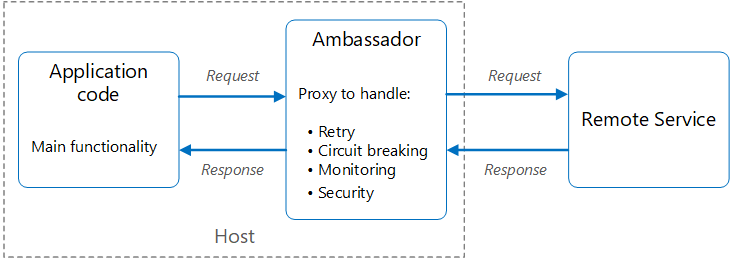 Application
code
Main functionality
Request
Response
Ambassador
Proxy to handle:
• Retry
• Circuit breaking
• Monitoring
• Security
Request
Response
Remote Service
Host